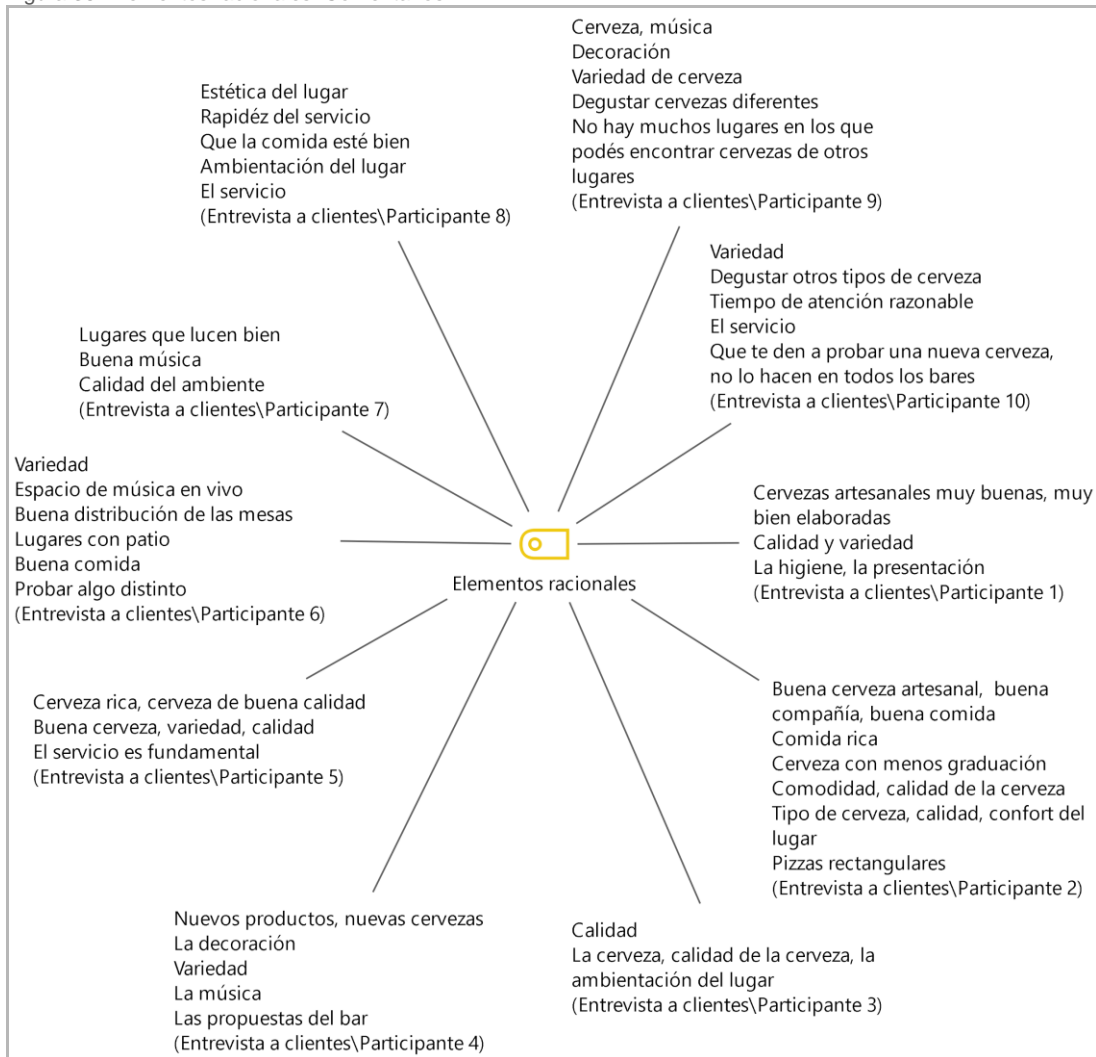 Estética del lugar
Rapidéz del servicio
Que la comida esté bien
Ambientación del lugar
El servicio
(Entrevista a clientes\Participante 8)
Cerveza, música
Decoración
Variedad de cerveza
Degustar cervezas diferentes
No hay muchos lugares en los que
podés encontrar cervezas de otros
lugares
(Entrevista a clientes\Participante 9)
Variedad
Degustar otros tipos de cerveza
Tiempo de atención razonable
El servicio
Que te den a probar una nueva cerveza,
no lo hacen en todos los bares
(Entrevista a clientes\Participante 10)
Lugares que lucen bien
Buena música
Calidad del ambiente
(Entrevista a clientes\Participante 7)
Variedad
Espacio de música en vivo
Buena distribución de las mesas
Lugares con patio
Buena comida
Probar algo distinto
(Entrevista a clientes\Participante 6)
Elementos racionales
Cervezas artesanales muy buenas, muy
bien elaboradas
Calidad y variedad
La higiene, la presentación
(Entrevista a clientes\Participante 1)
Cerveza rica, cerveza de buena calidad
Buena cerveza, variedad, calidad
El servicio es fundamental
(Entrevista a clientes\Participante 5)
Buena cerveza artesanal, buena
compañía, buena comida
Comida rica
Cerveza con menos graduación
Comodidad, calidad de la cerveza
Tipo de cerveza, calidad, confort del
lugar
Pizzas rectangulares
(Entrevista a clientes\Participante 2)
Nuevos productos, nuevas cervezas
La decoración
Variedad
La música
Las propuestas del bar
(Entrevista a clientes\Participante 4)
Calidad
La cerveza, calidad de la cerveza, la
ambientación del lugar
(Entrevista a clientes\Participante 3)